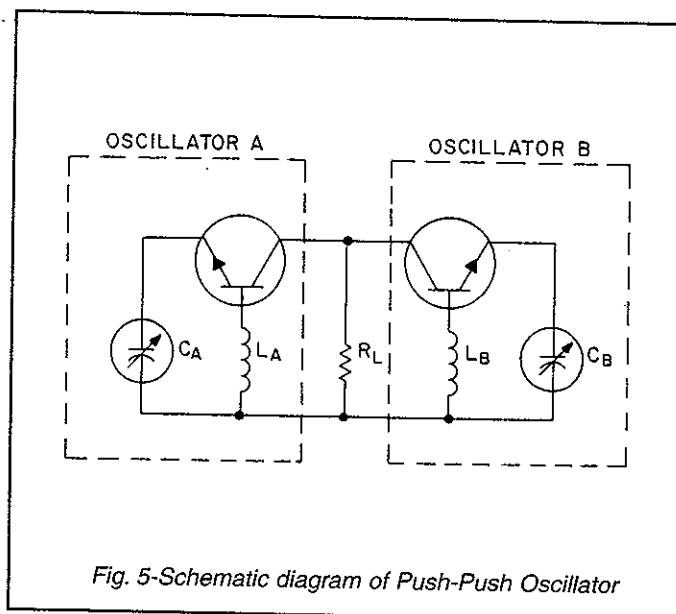 OSCILLATOR A
OSCILLATOR B
CA
LA
RL
LB
CB
Fig. 5-Schematic diagram of Push-Push Oscillator